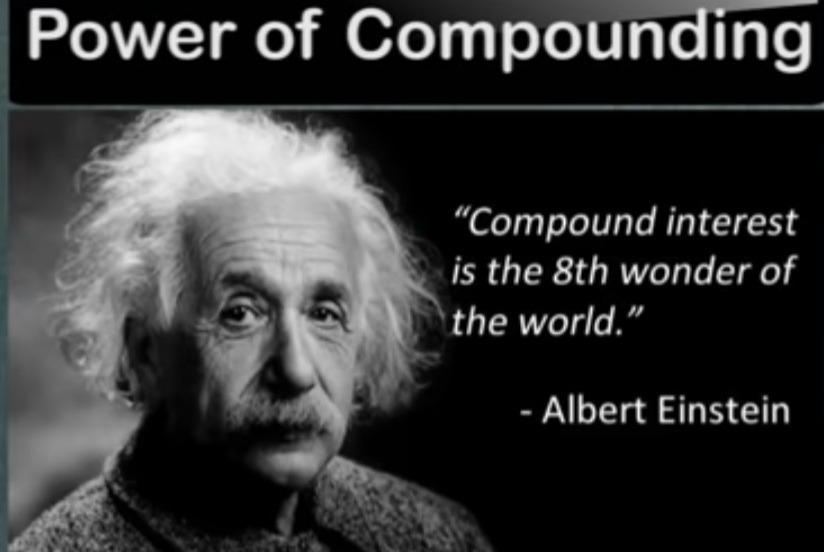 Power of Compounding
“Compound interest
is the 8th wonder of
the world.”
- Albert Einstein